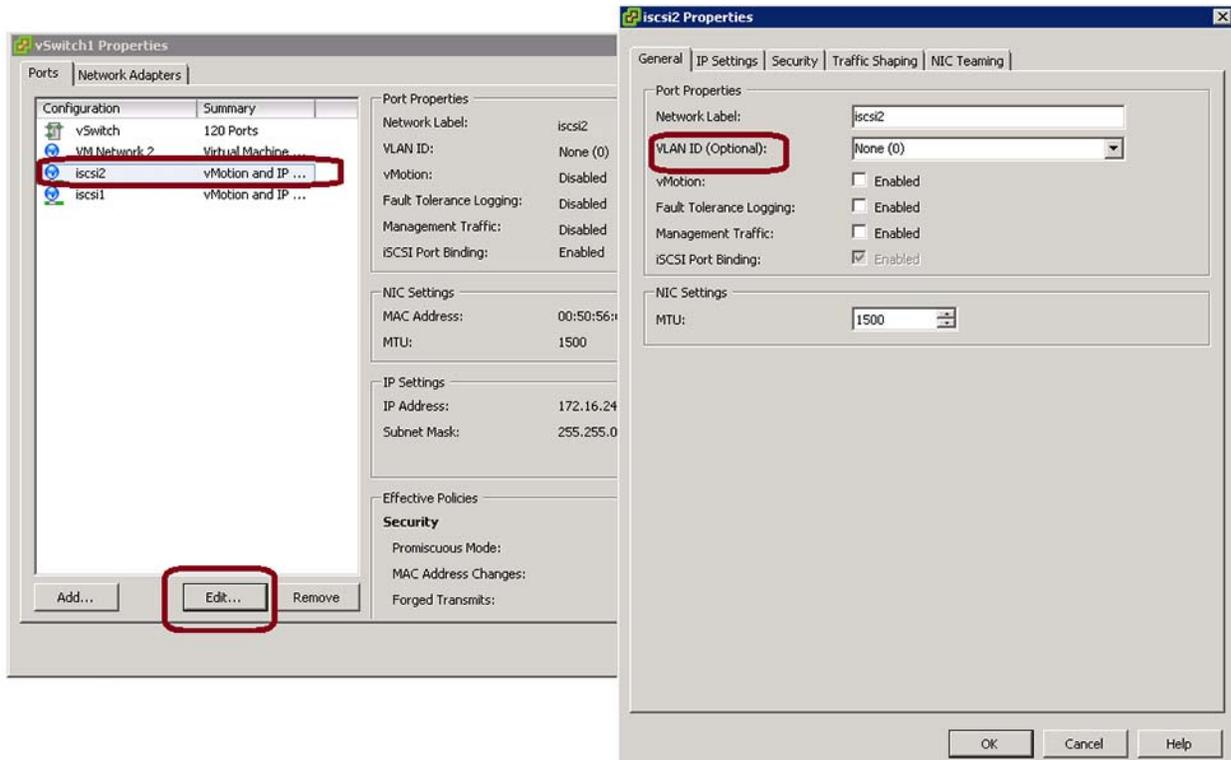 vSwitch1 Properties
Ports Network Adapters
Configuration Summary
vSwitch 120 Ports
VM Network 2 Virtual Machine ...
iscsi2 vMotion and IP ...
iscsi1 vMotion and IP ...
Add... Edit... Remove
Port Properties
Network Label: iscsi2
VLAN ID: None (0)
vMotion: Disabled
Fault Tolerance Logging: Disabled
Management Traffic: Disabled
iSCSI Port Binding: Enabled
NIC Settings
MAC Address: 00:50:56:
MTU: 1500
IP Settings
IP Address: 172.16.24
Subnet Mask: 255.255.0
Effective Policies
Security
Promiscuous Mode:
MAC Address Changes:
Forged Transmits:
iscsi2 Properties
General IP Settings Security Traffic Shaping NIC Teaming
Port Properties
Network Label: iscsi2
VLAN ID (Optional): None (0)
vMotion: Enabled
Fault Tolerance Logging: Enabled
Management Traffic: Enabled
iSCSI Port Binding: Enabled
NIC Settings
MTU: 1500
OK Cancel Help